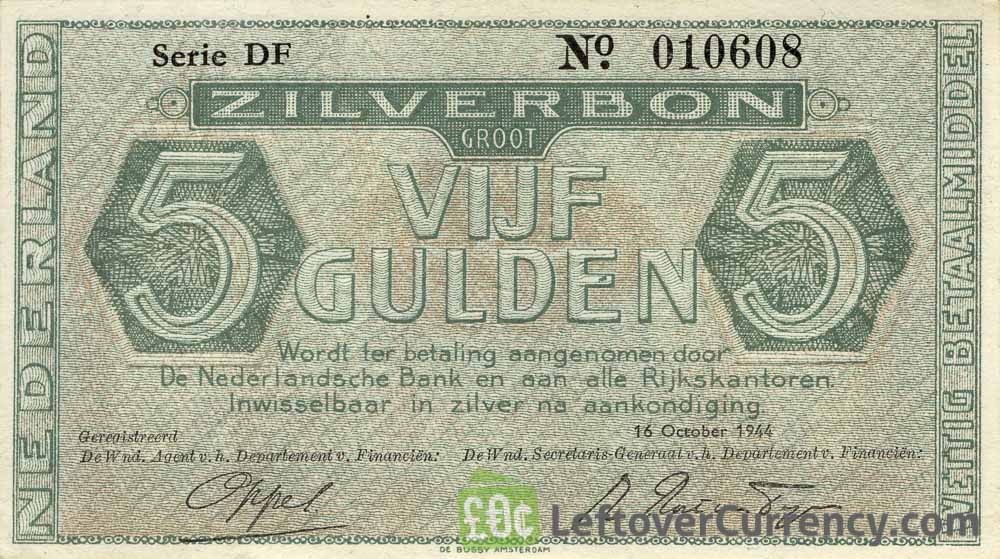 Serie DF
Nº. 010608
ZILVERBON
GROOT
NEDERLAND
5
VIJF
GULDEN
5
WETTIG BETAALMIDDEL
Wordt ter betaling aangenomen door
De Nederlandsche Bank en aan alle Rijkskantoren.
Inwisselbaar in zilver na aankondiging.
16 October 1944
Geregistreerd
De Wnd. Agent v. h. Departement v. Financiën:
De Wnd. Secretaris-Generaal v. h. Departement v. Financiën:
Oppel
£0¢ LeftoverCurrency.com
DE BUSSY AMSTERDAM